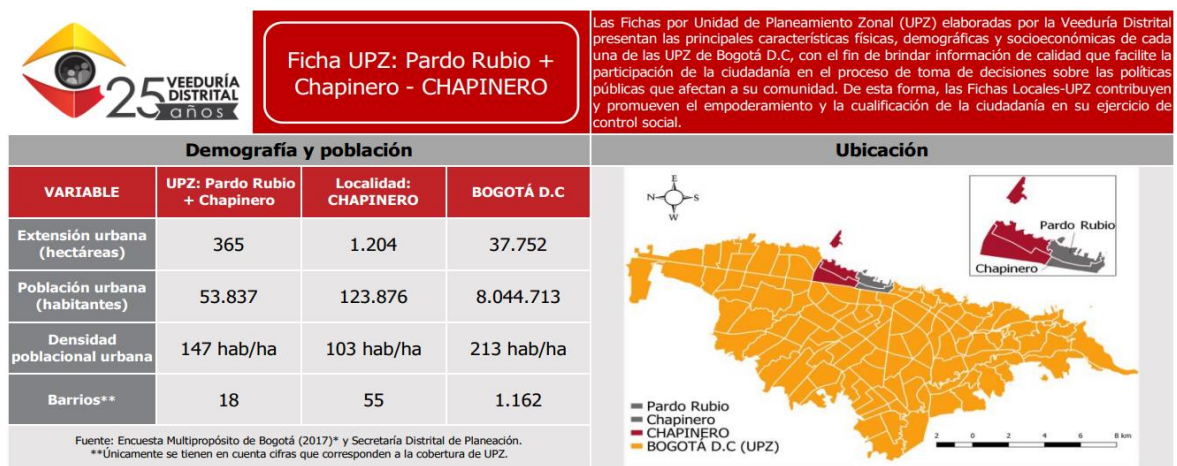 25 VEEDURÍA
DISTRITAL
años
Ficha UPZ: Pardo Rubio +
Chapinero - CHAPINERO
Las Fichas por Unidad de Planeamiento Zonal (UPZ) elaboradas por la Veeduría Distrital
presentan las principales características físicas, demográficas y socioeconómicas de cada
una de las UPZ de Bogotá D.C, con el fin de brindar información de calidad que facilite la
participación de la ciudadanía en el proceso de toma de decisiones sobre las políticas
públicas que afectan a su comunidad. De esta forma, las Fichas Locales-UPZ contribuyen
y promueven el empoderamiento y la cualificación de la ciudadanía en su ejercicio de
control social.
Demografía y población
VARIABLE
UPZ: Pardo Rubio
+ Chapinero
Localidad:
CHAPINERO
BOGOTÁ D.C
Extensión urbana
(hectáreas)
365
1.204
37.752
Población urbana
(habitantes)
53.837
123.876
8.044.713
Densidad
poblacional urbana
147 hab/ha
103 hab/ha
213 hab/ha
Barrios**
18
55
1.162
Fuente: Encuesta Multipropósito de Bogotá (2017)* y Secretaría Distrital de Planeación.
**Únicamente se tienen en cuenta cifras que corresponden a la cobertura de UPZ.
Ubicación
E
N
S
W
Pardo Rubio
Chapinero
Pardo Rubio
Chapinero
CHAPINERO
BOGOTÁ D.C (UPZ)
2 0 2 4 6 8 km